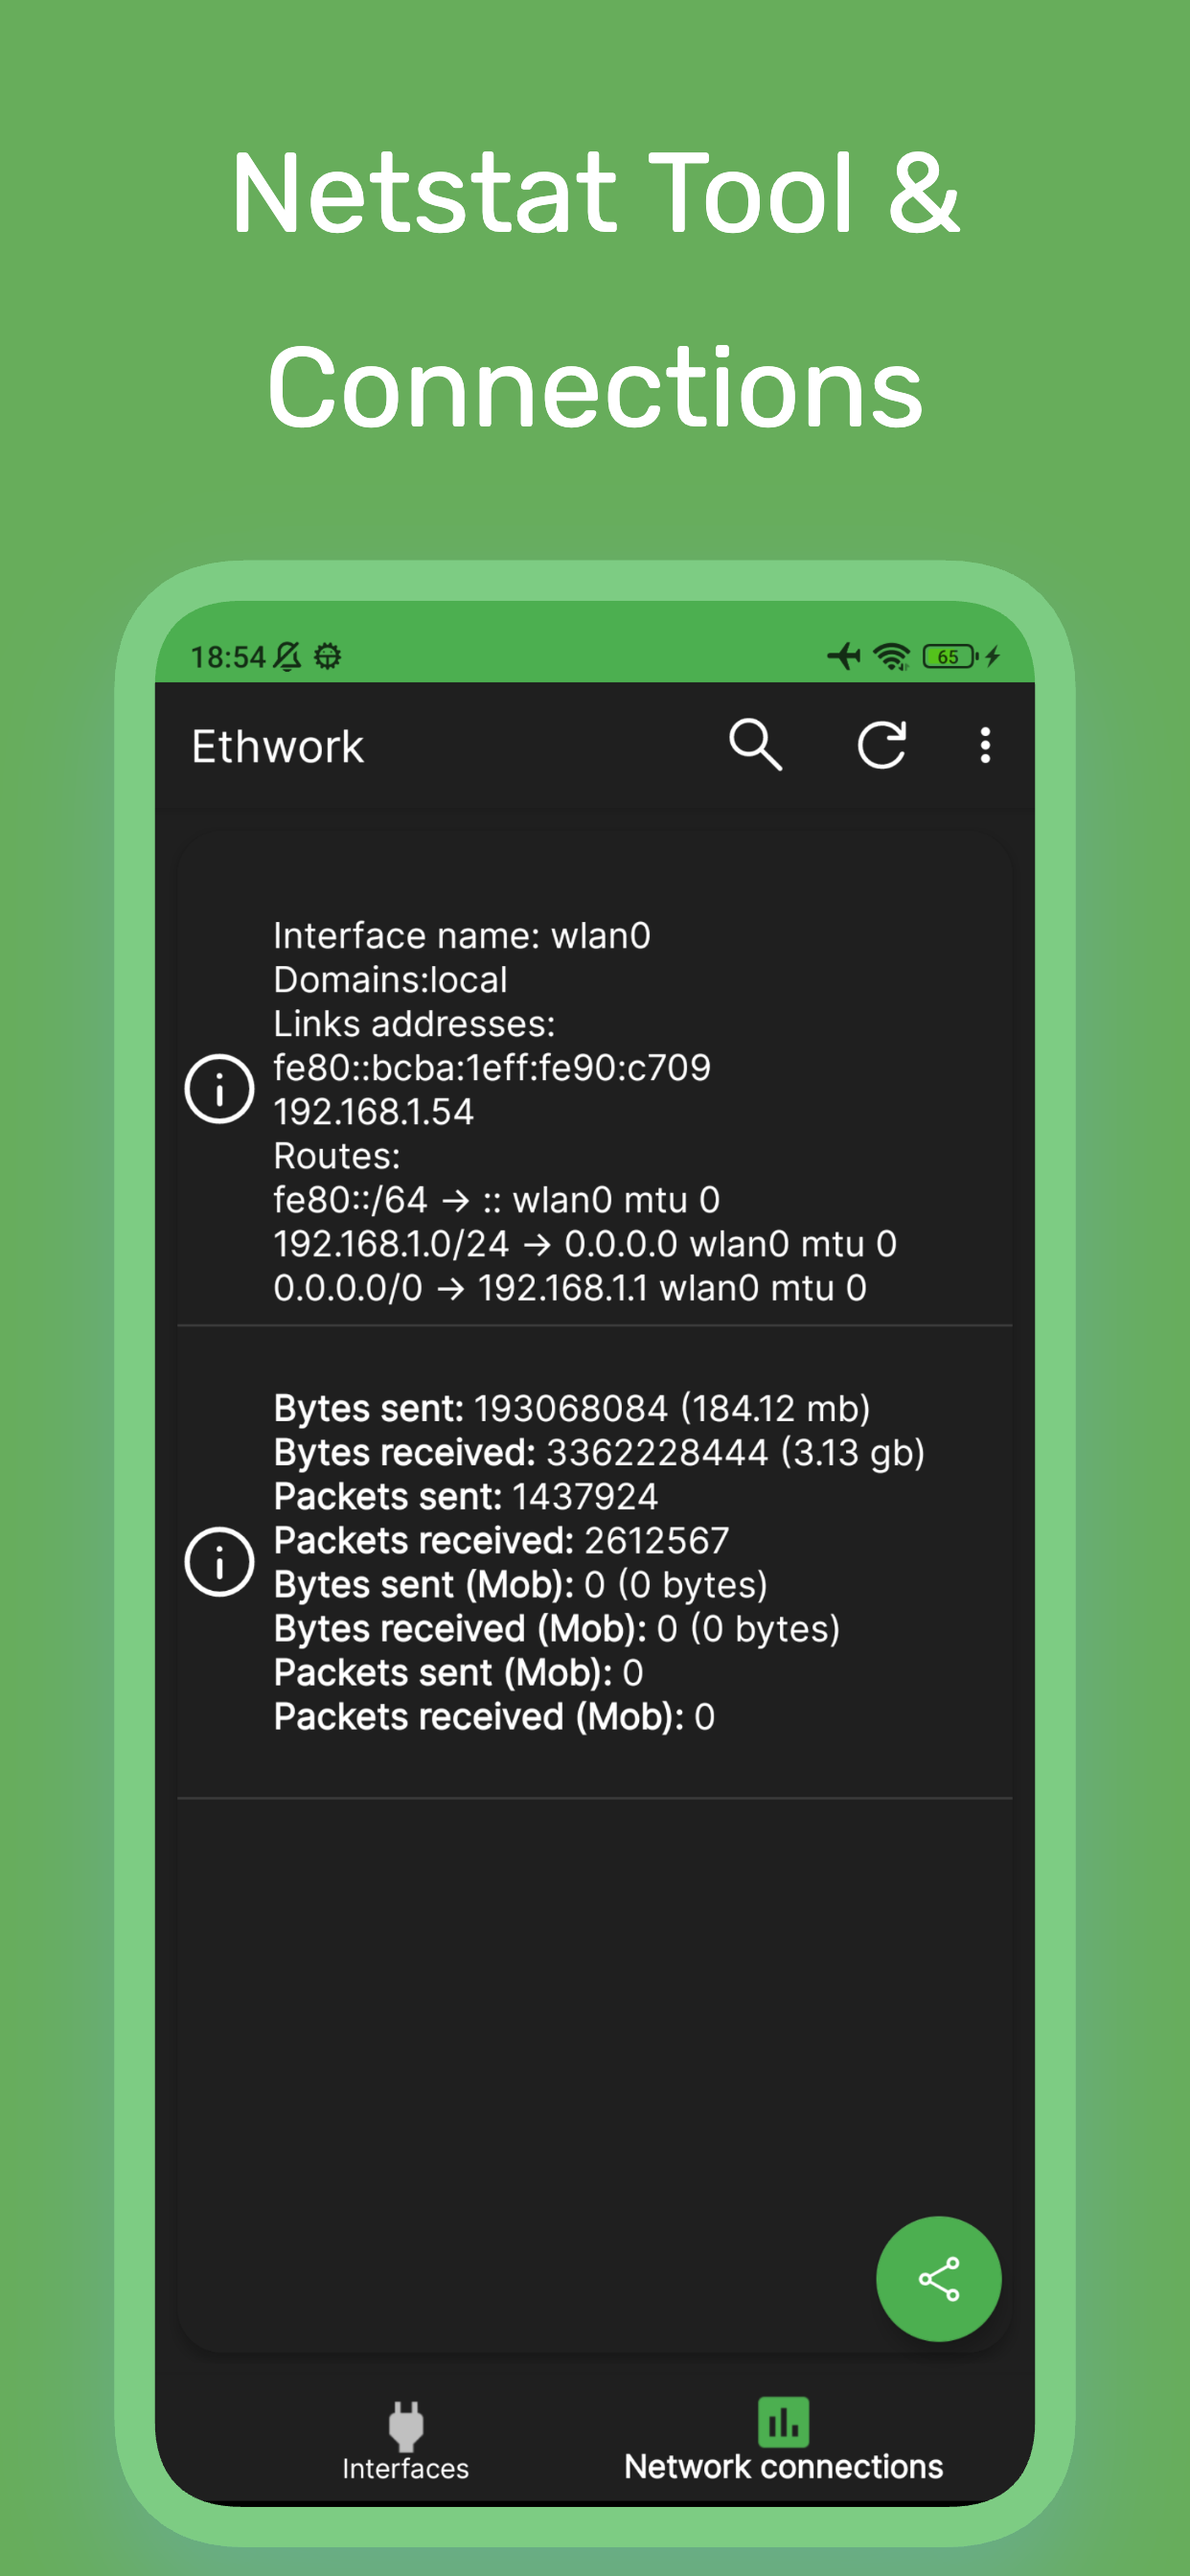 Netstat Tool &
Connections
18:54
65
Ethwork
Interface name: wlan0
Domains:local
Links addresses:
fe80::bcba:1eff:fe90:c709
192.168.1.54
Routes:
fe80::/64 → :: wlan0 mtu 0
192.168.1.0/24 → 0.0.0.0 wlan0 mtu 0
0.0.0.0/0 → 192.168.1.1 wlan0 mtu 0
Bytes sent: 193068084 (184.12 mb)
Bytes received: 3362228444 (3.13 gb)
Packets sent: 1437924
Packets received: 2612567
Bytes sent (Mob): 0 (0 bytes)
Bytes received (Mob): 0 (0 bytes)
Packets sent (Mob): 0
Packets received (Mob): 0
Interfaces
Network connections